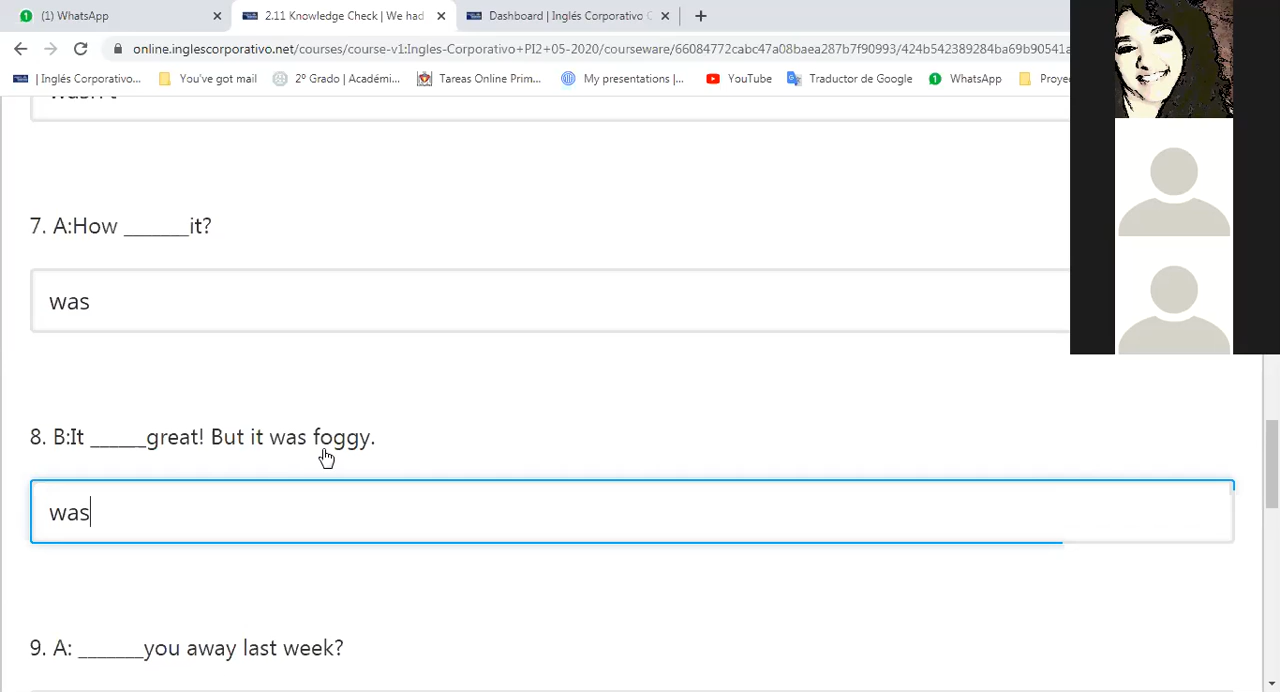 (1) WhatsApp
2.11 Knowledge Check | We had
Dashboard | Inglés Corporativo
online.inglescorporativo.net/courses/course-v1:Ingles-Corporativo+PI2+05-2020/courseware/66084772cabc47a08baea287b7f90993/424b542389284ba69b90541a
| Inglés Corporativo... You've got mail 2º Grado | Académi... Tareas Online Prim... My presentations |... YouTube Traductor de Google WhatsApp Proye
wasn't
7. A:How ______it?
was
8. B:It _____great! But it was foggy.
was
9. A: ______you away last week?